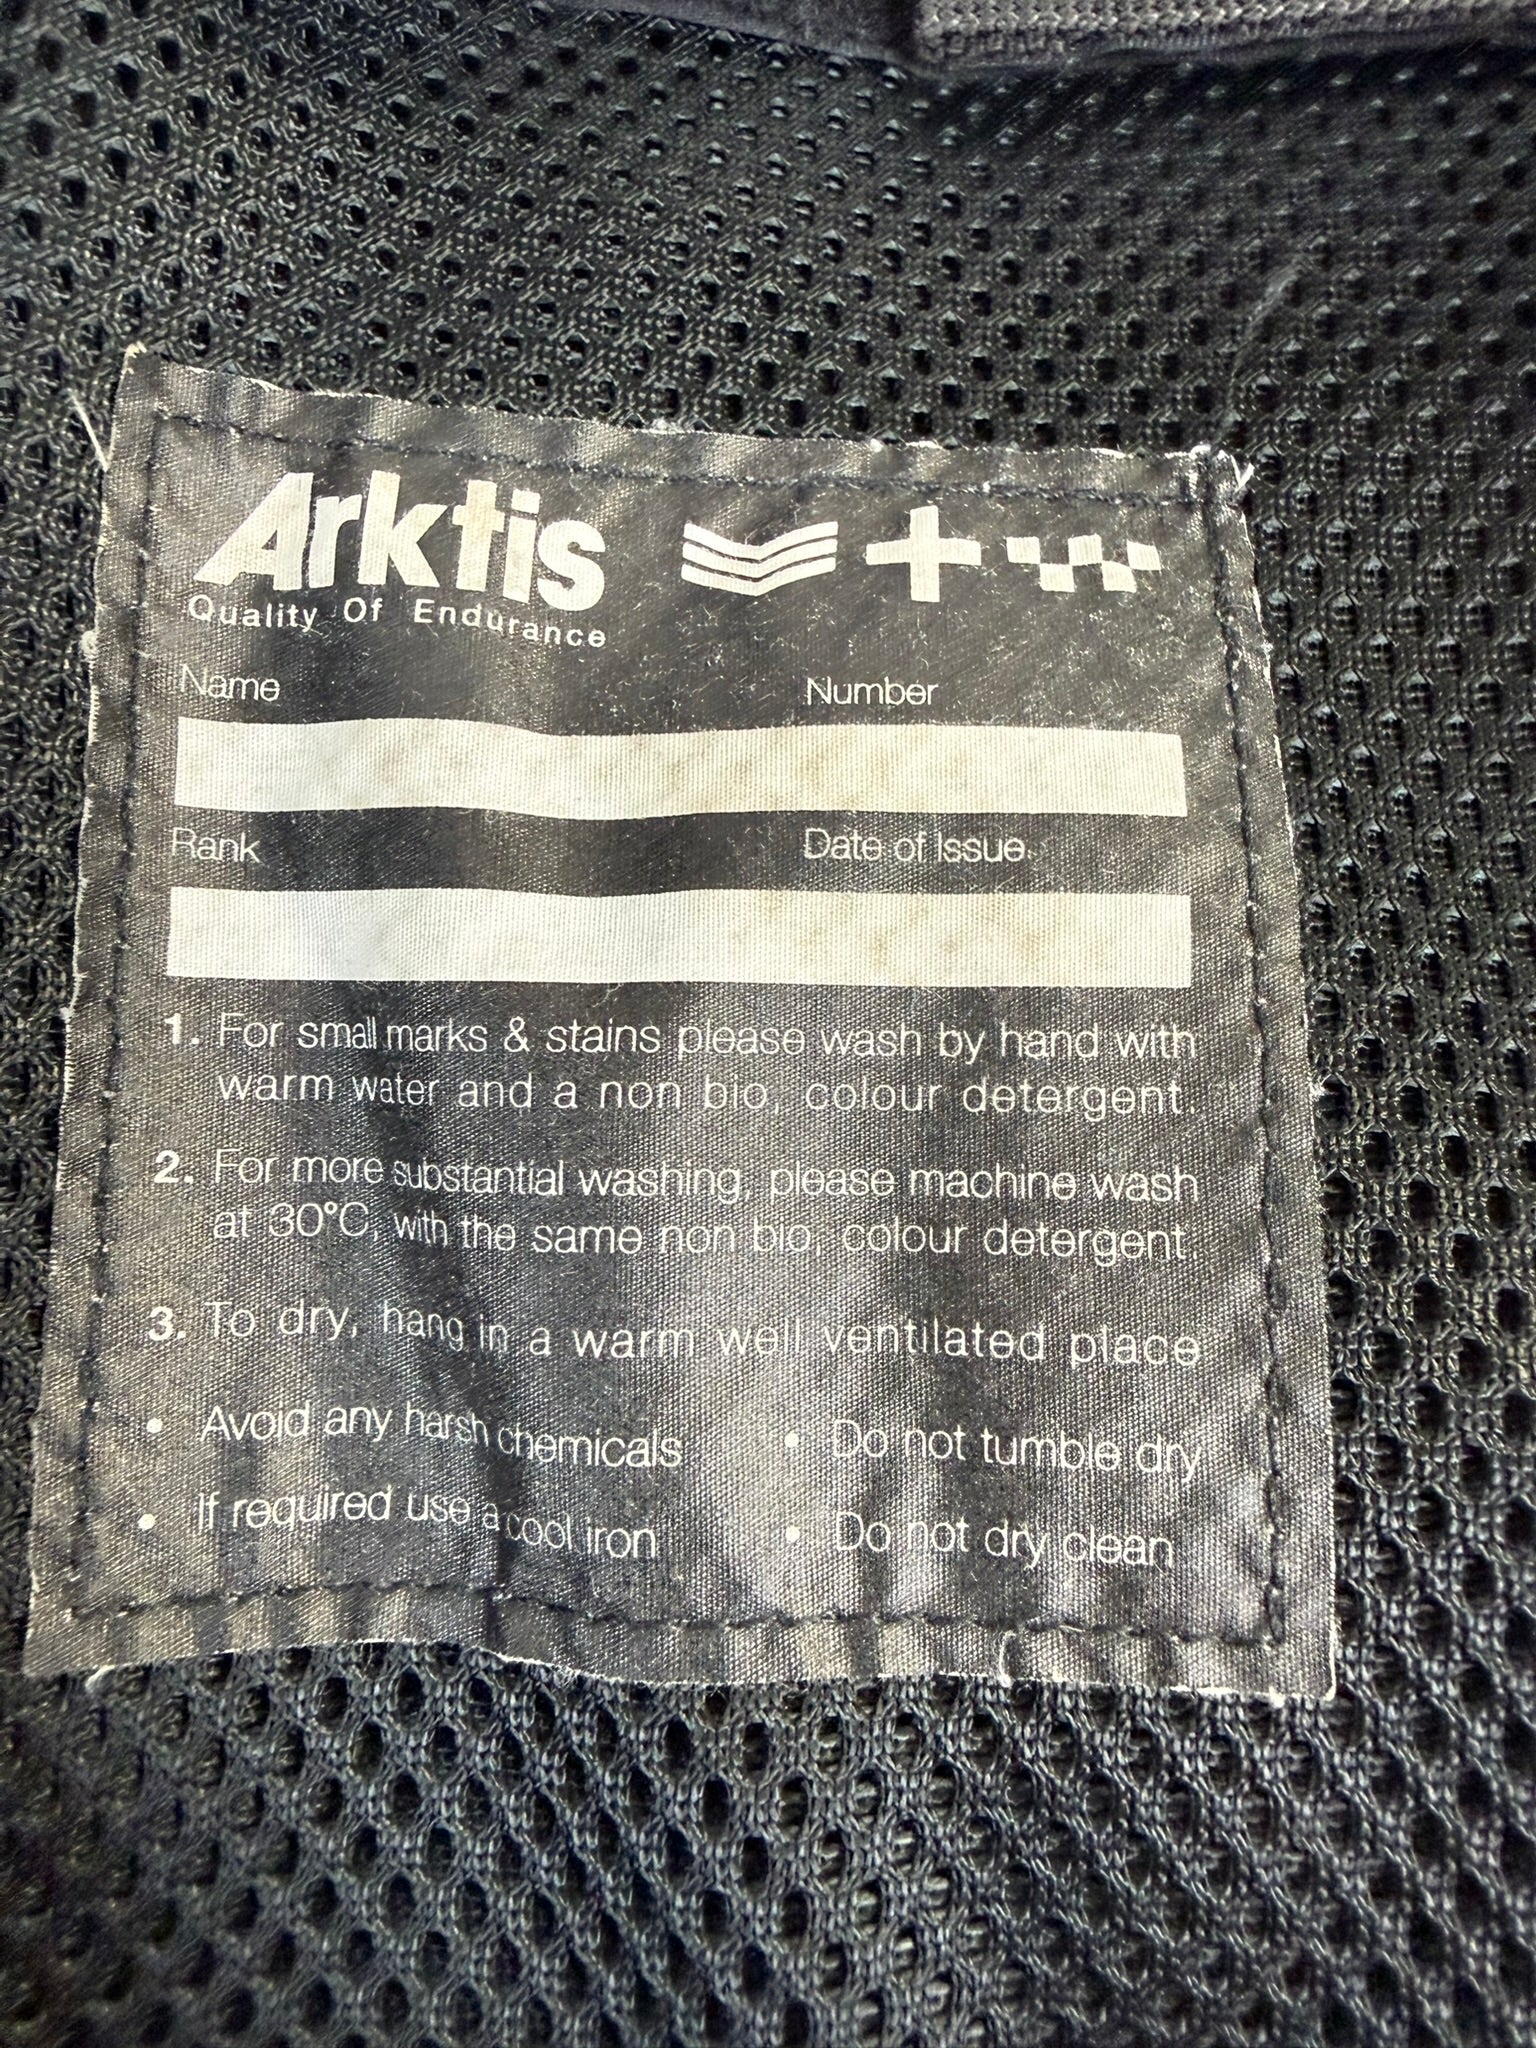 Arktis
Quality Of Endurance
Name Number
Rank Date of Issue
1. For small marks & stains please wash by hand with
warm water and a non bio, colour detergent.
2. For more substantial washing, please machine wash
at 30°C, with the same non bio, colour detergent.
3. To dry, hang in a warm well ventilated place
• Avoid any harsh chemicals • Do not tumble dry
• If required use a cool iron • Do not dry clean